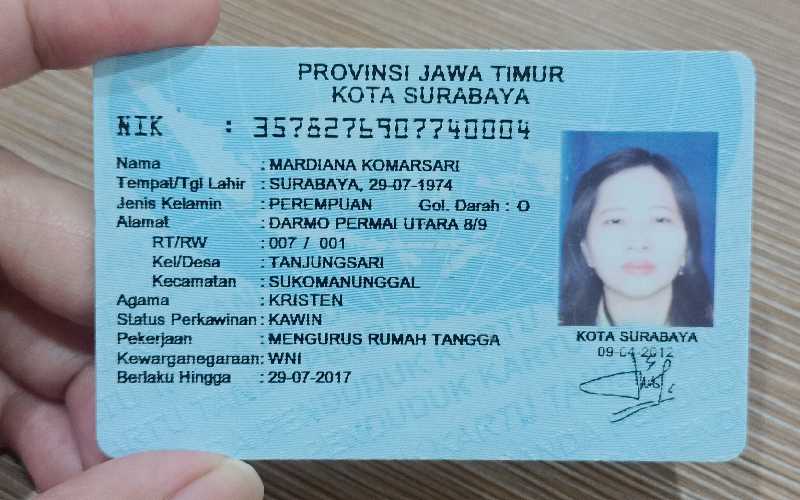 PROVINSI JAWA TIMUR
KOTA SURABAYA
NIK : 3578276907740004
Nama : MARDIANA KOMARSARI
Tempat/Tgl Lahir : SURABAYA, 29-07-1974
Jenis Kelamin : PEREMPUAN Gol. Darah : O
Alamat : DARMO PERMAI UTARA 8/9
RT/RW : 007 / 001
Kel/Desa : TANJUNGSARI
Kecamatan : SUKOMANUNGGAL
Agama : KRISTEN
Status Perkawinan : KAWIN
Pekerjaan : MENGURUS RUMAH TANGGA
Kewarganegaraan : WNI
Berlaku Hingga : 29-07-2017
KOTA SURABAYA
09-04-2012